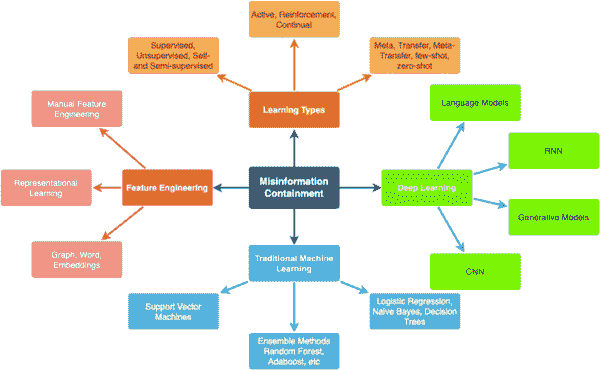 Active, Reinforcement,
Continual
Supervised,
Unsupervised, Self-
and Semi-supervised
Meta, Transfer, Meta-
Transfer, few-shot,
zero-shot
Learning Types
Language Models
Manual Feature
Engineering
RNN
Representational
Learning
Feature Engineering
Misinformation
Containment
Deep Learning
Generative Models
Graph, Word,
Embeddings
CNN
Traditional Machine
Learning
Support Vector
Machines
Logistic Regression,
Naive Bayes, Decision
Trees
Ensemble Methods
Random Forest,
Adaboost, etc